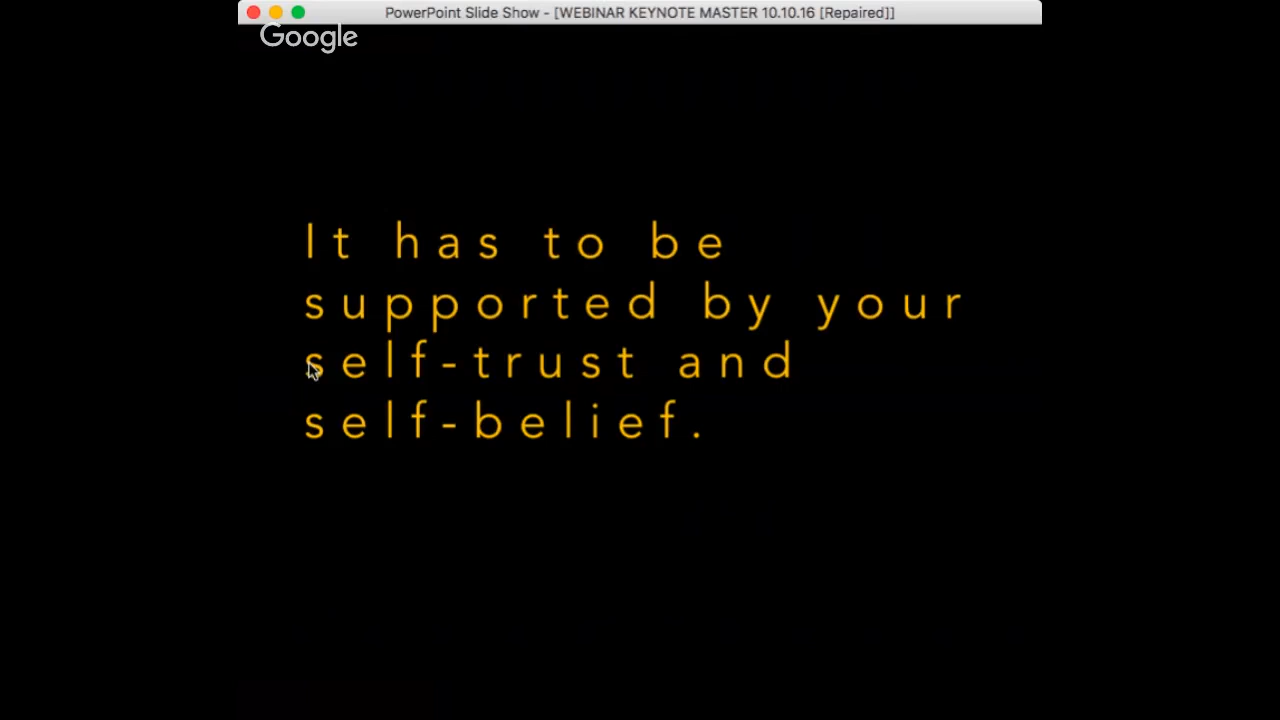 PowerPoint Slide Show - [WEBINAR KEYNOTE MASTER 10.10.16 [Repaired]]
Google
It has to be
supported by your
self-trust and
self-belief.